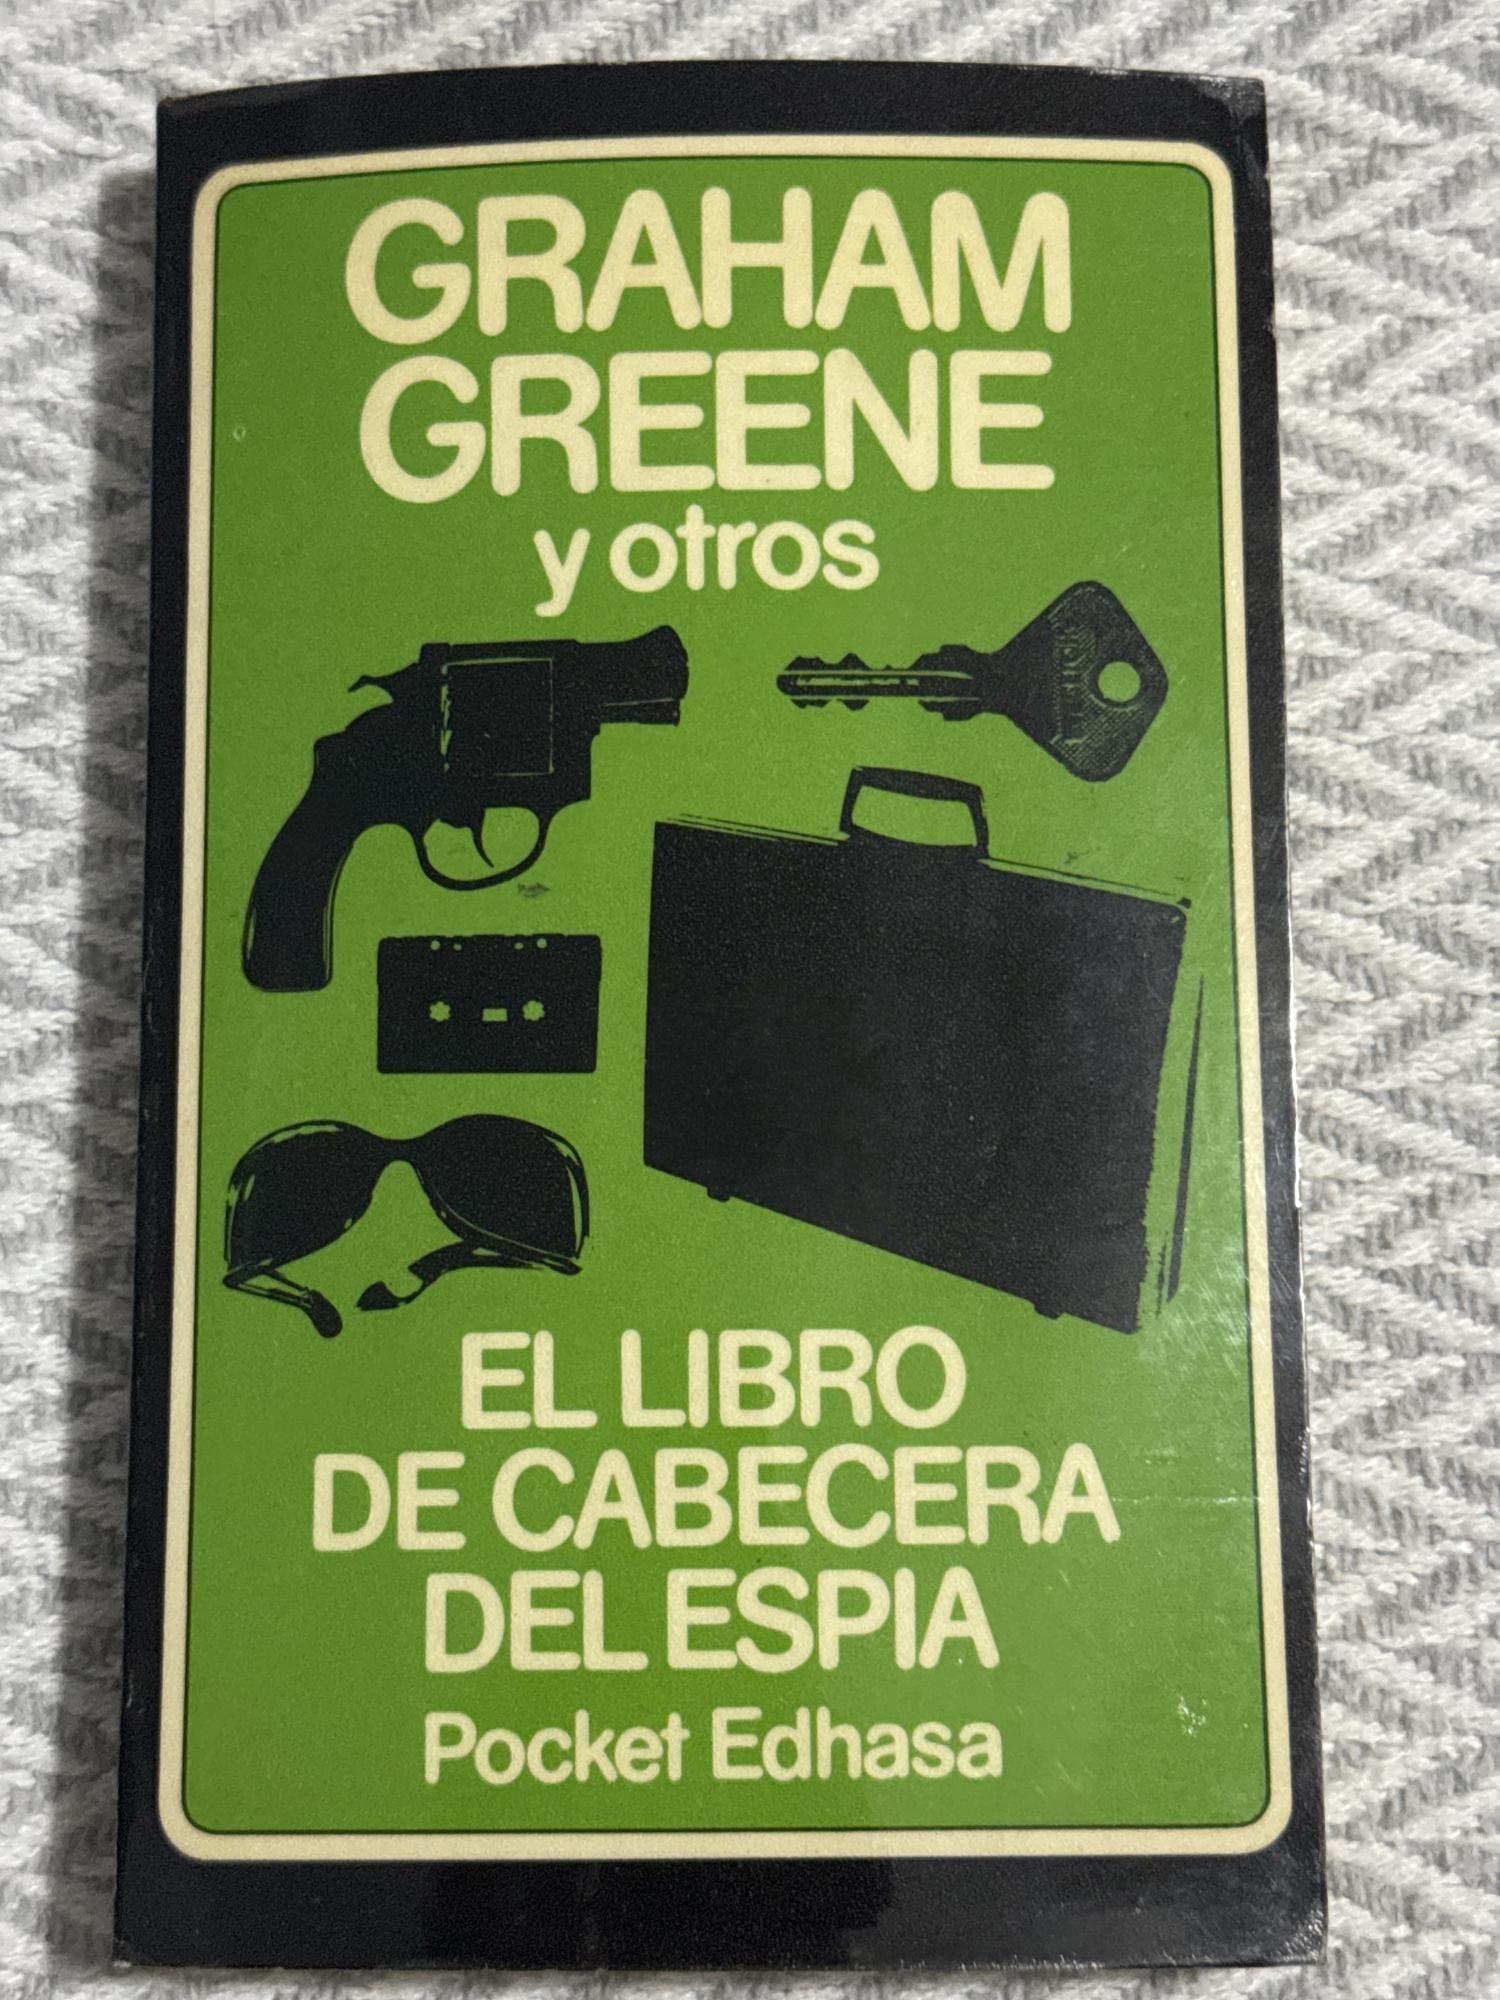 GRAHAM
GREENE
y otros
EL LIBRO
DE CABECERA
DEL ESPIA
Pocket Edhasa